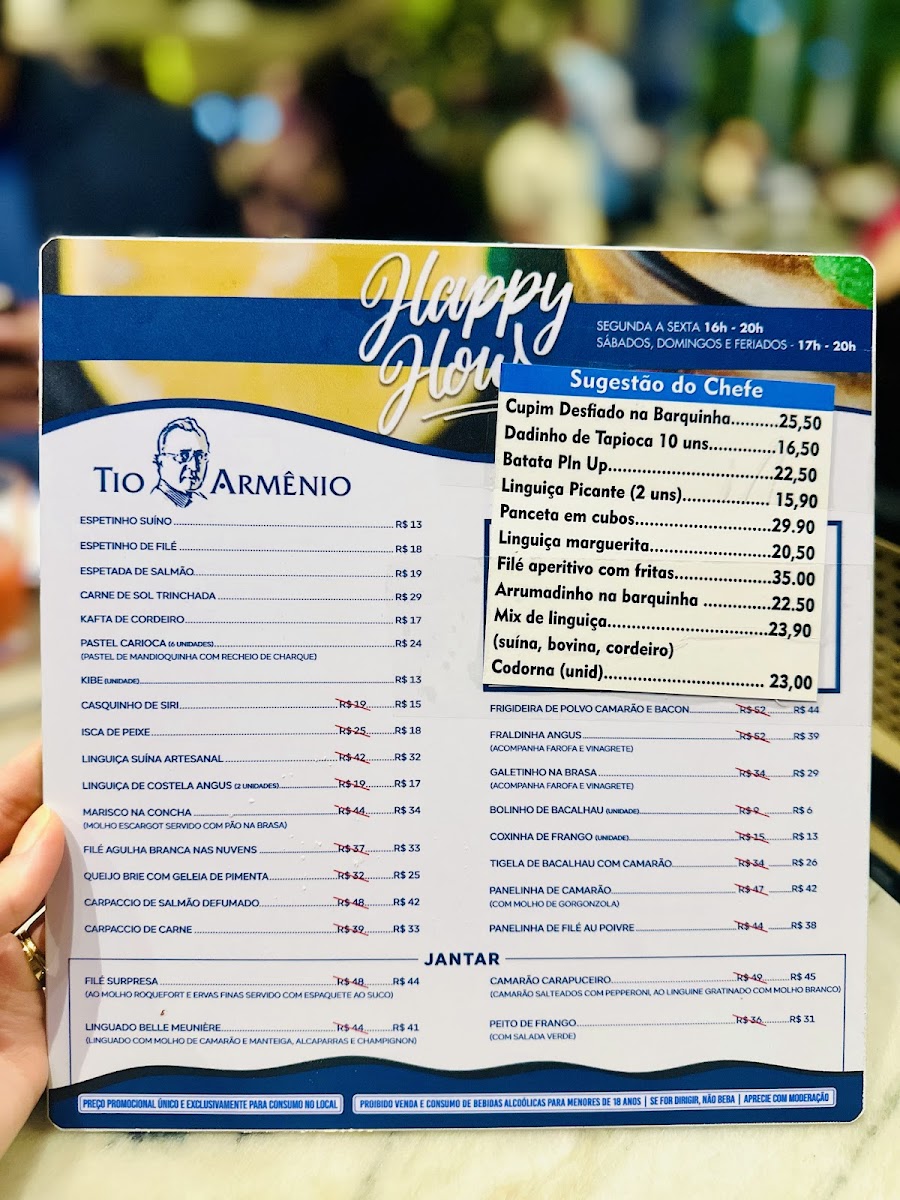 Happy
Hour
SEGUNDA A SEXTA 16h - 20h
SÁBADOS, DOMINGOS E FERIADOS - 17h - 20h
Sugestão do Chefe
Cupim Desfiado na Barquinha..........25,50
Dadinho de Tapioca 10 uns............16,50
Batata PIn Up..............................22,50
Linguiça Picante (2 uns)................ 15,90
Panceta em cubos.........................29.90
Linguiça marguerita......................20,50
Filé aperitivo com fritas..................35.00
Arrumadinho na barquinha ............22.50
Mix de linguiça.............................23,90
(suína, bovina, cordeiro)
Codorna (unid)............................. 23,00
TIO ARMÊNIO
ESPETINHO SUÍNO R$ 13
ESPETINHO DE FILÉ R$ 18
ESPETADA DE SALMÃO R$ 19
CARNE DE SOL TRINCHADA R$ 29
KAFTA DE CORDEIRO R$ 17
PASTEL CARIOCA (6 UNIDADES) R$ 24
(PASTEL DE MANDIOQUINHA COM RECHEIO DE CHARQUE)
KIBE (UNIDADE) R$ 13
CASQUINHO DE SIRI R$ 19 R$ 15
ISCA DE PEIXE R$ 25 R$ 18
LINGUIÇA SUÍNA ARTESANAL R$ 42 R$ 32
LINGUIÇA DE COSTELA ANGUS (2 UNIDADES) R$ 19 R$ 17
MARISCO NA CONCHA R$ 44 R$ 34
(MOLHO ESCARGOT SERVIDO COM PÃO NA BRASA)
FILÉ AGULHA BRANCA NAS NUVENS R$ 37 R$ 33
QUEIJO BRIE COM GELEIA DE PIMENTA R$ 32 R$ 25
CARPACCIO DE SALMÃO DEFUMADO R$ 48 R$ 42
CARPACCIO DE CARNE R$ 39 R$ 33
FRIGIDEIRA DE POLVO CAMARÃO E BACON R$ 52 R$ 44
FRALDINHA ANGUS R$ 52 R$ 39
(ACOMPANHA FAROFA E VINAGRETE)
GALETINHO NA BRASA R$ 34 R$ 29
(ACOMPANHA FAROFA E VINAGRETE)
BOLINHO DE BACALHAU (UNIDADE) R$ 9 R$ 6
COXINHA DE FRANGO (UNIDADE) R$ 15 R$ 13
TIGELA DE BACALHAU COM CAMARÃO R$ 34 R$ 26
PANELINHA DE CAMARÃO R$ 47 R$ 42
(COM MOLHO DE GORGONZOLA)
PANELINHA DE FILÉ AU POIVRE R$ 44 R$ 38
JANTAR
FILÉ SURPRESA R$ 48 R$ 44
(AO MOLHO ROQUEFORT E ERVAS FINAS SERVIDO COM ESPAQUETE AO SUCO)
LINGUADO BELLE MEUNIÈRE R$ 44 R$ 41
(LINGUADO COM MOLHO DE CAMARÃO E MANTEIGA, ALCAPARRAS E CHAMPIGNON)
CAMARÃO CARAPUCEIRO R$ 49 R$ 45
(CAMARÃO SALTEADOS COM PEPPERONI, AO LINGUINE GRATINADO COM MOLHO BRANCO)
PEITO DE FRANGO R$ 36 R$ 31
(COM SALADA VERDE)
PREÇO PROMOCIONAL ÚNICO E EXCLUSIVAMENTE PARA CONSUMO NO LOCAL
PROIBIDO VENDA E CONSUMO DE BEBIDAS ALCOÓLICAS PARA MENORES DE 18 ANOS | SE FOR DIRIGIR, NÃO BEBA | APRECIE COM MODERAÇÃO